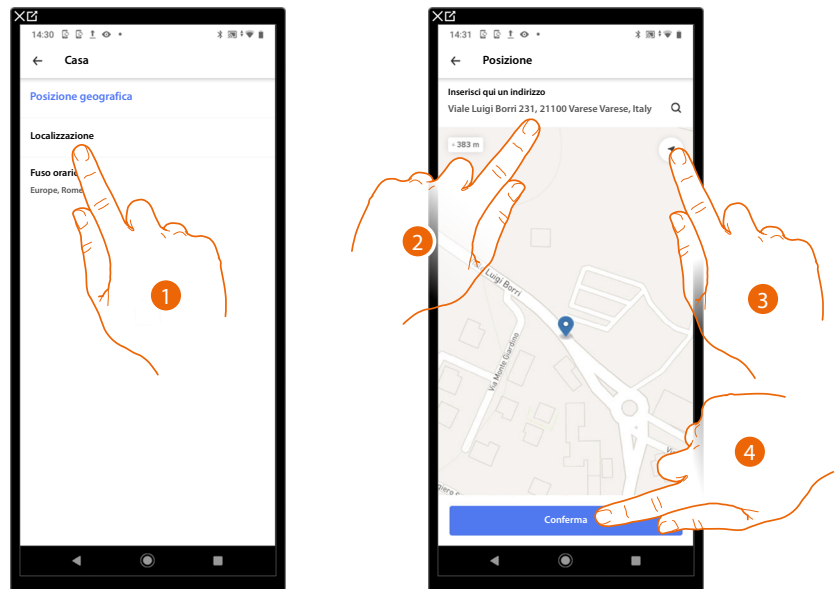 14:30
Casa
Posizione geografica
Localizzazione
Fuso orario
Europe, Rome
1
14:31
Posizione
Inserisci qui un indirizzo
Viale Luigi Borri 231, 21100 Varese Varese, Italy
383 m
2
Luigi Borri
3
Via Monte Giardino
4
Conferma